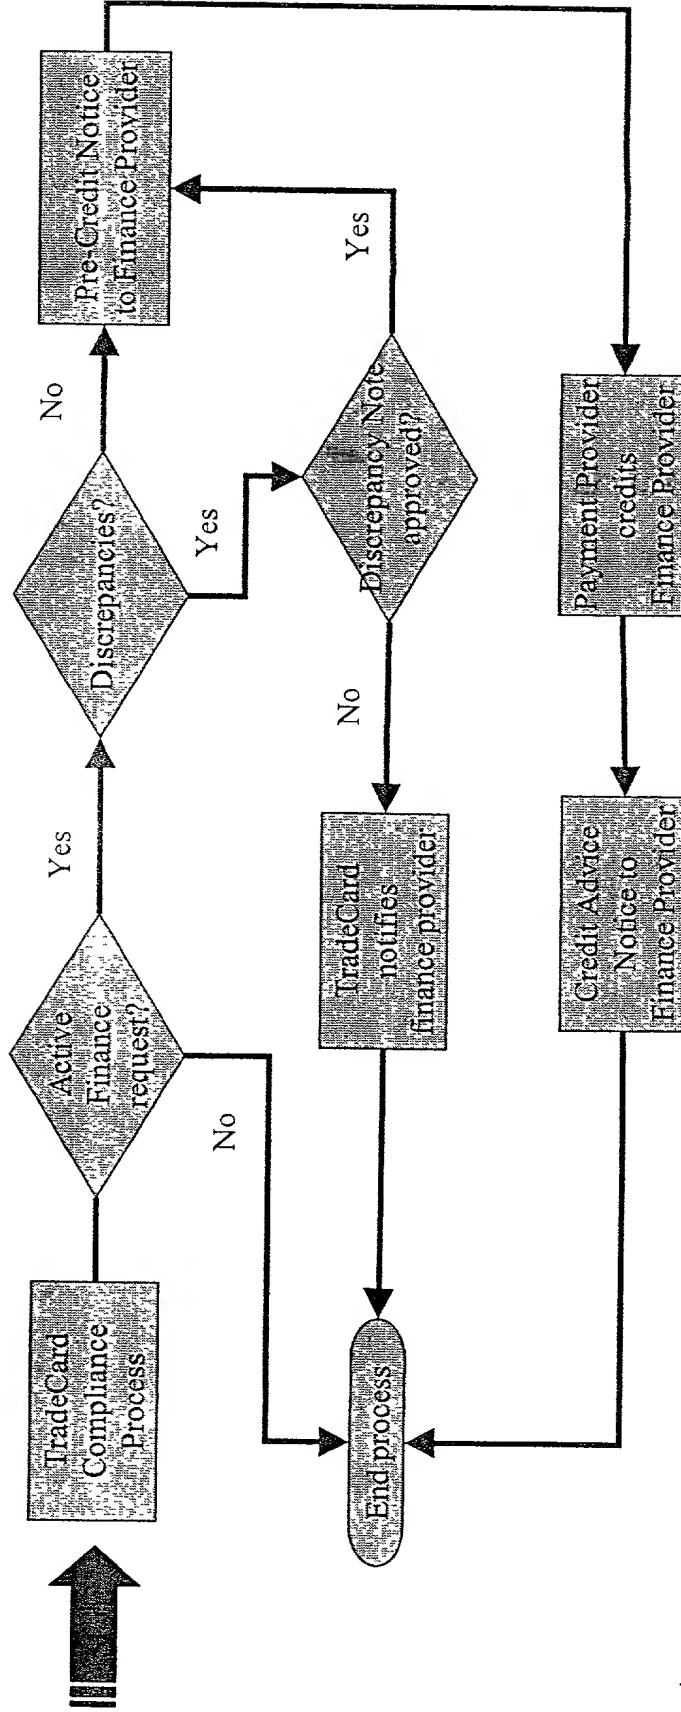 TradeCard
Compliance
Process
Active
Finance
request?
Yes
No
Discrepancies?
No
Yes
Pre-Credit Notice
to Finance Provider
Discrepancy Note
approved?
Yes
No
TradeCard
notifies
finance provider
End process
Payment Provider
credits
Finance Provider
Credit Advice
Notice to
Finance Provider